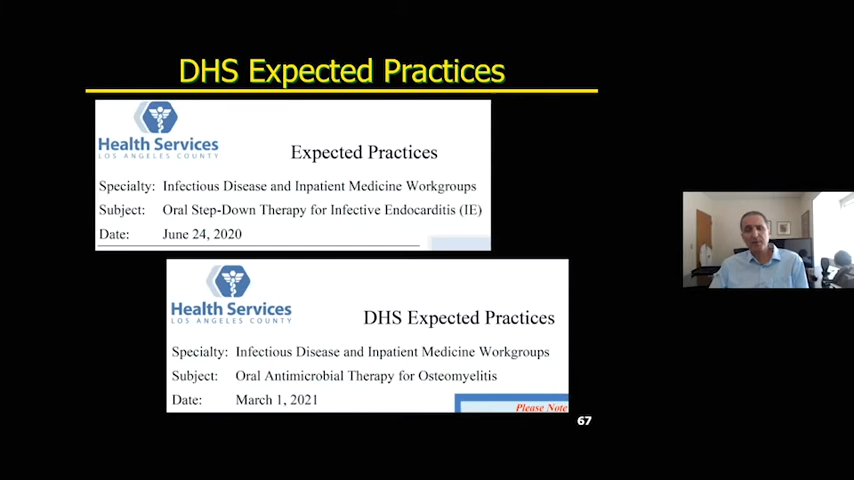 DHS Expected Practices
Health Services
LOS ANGELES COUNTY
Expected Practices
Specialty: Infectious Disease and Inpatient Medicine Workgroups
Subject: Oral Step-Down Therapy for Infective Endocarditis (IE)
Date: June 24, 2020
Health Services
LOS ANGELES COUNTY
DHS Expected Practices
Specialty: Infectious Disease and Inpatient Medicine Workgroups
Subject: Oral Antimicrobial Therapy for Osteomyelitis
Date: March 1, 2021
Please Note
67